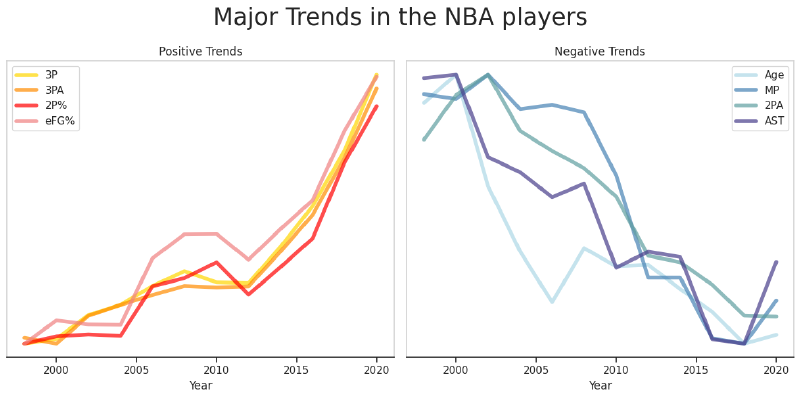 Major Trends in the NBA players
Positive Trends
3P
3PA
2P%
eFG%
2000 2005 2010 2015 2020
Year
Negative Trends
Age
MP
2PA
AST
2000 2005 2010 2015 2020
Year